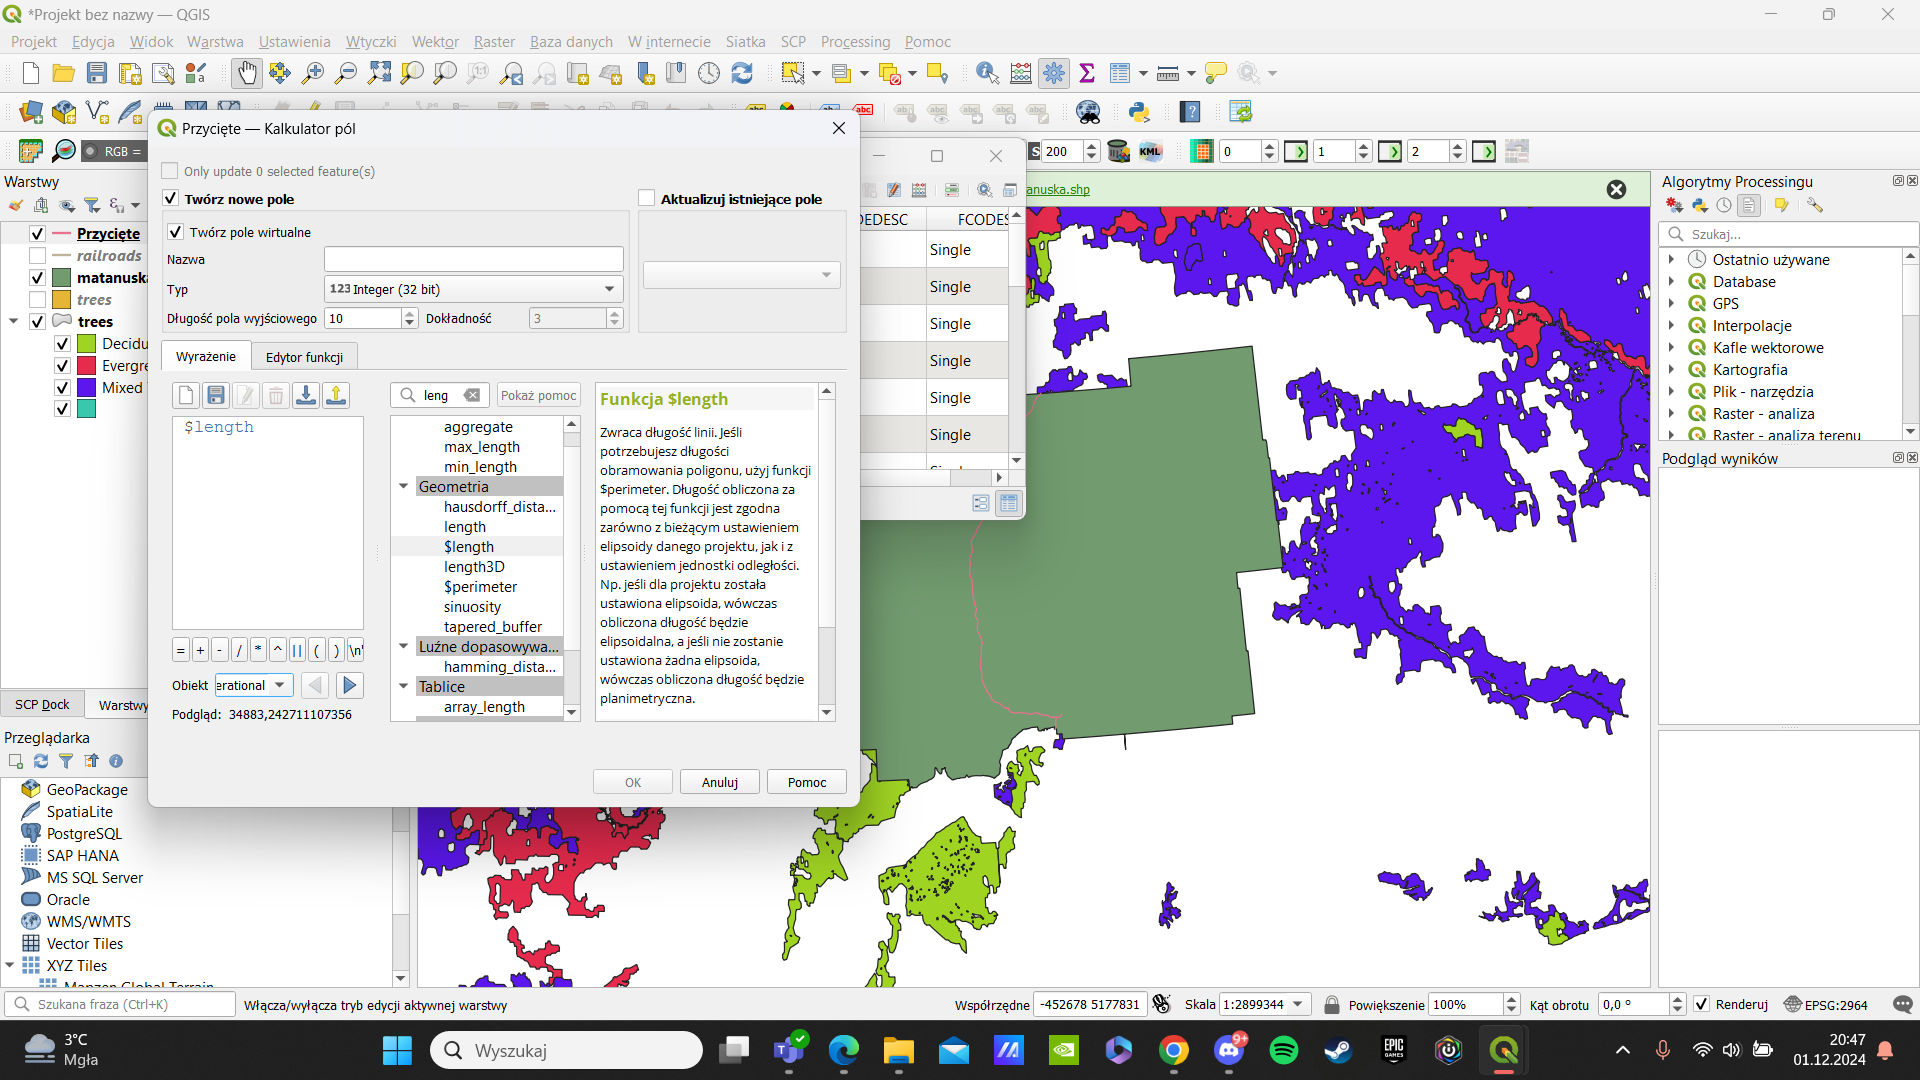 *Projekt bez nazwy — QGIS
Projekt Edycja Widok Warstwa Ustawienia Wtyczki Wektor Raster Baza danych W internecie Siatka SCP Processing Pomoc
RGB =
S 200
KML
0
1
2
Warstwy
Przycięte
railroads
matanuska
trees
trees
Decidu
Evergre
Mixed
SCP Dock
Warstwy
Przeglądarka
GeoPackage
SpatiaLite
PostgreSQL
SAP HANA
MS SQL Server
Oracle
WMS/WMTS
Vector Tiles
XYZ Tiles
Przycięte — Kalkulator pól
Only update 0 selected feature(s)
Twórz nowe pole
Aktualizuj istniejące pole
Twórz pole wirtualne
Nazwa
Typ
123 Integer (32 bit)
Długość pola wyjściowego 10 Dokładność 3
Wyrażenie
Edytor funkcji
$length
= + - / * ^ || ( ) '\n'
Obiekt erational
Podgląd: 34883,242711107356
leng
Pokaż pomoc
aggregate
max_length
min_length
Geometria
hausdorff_dista...
length
$length
length3D
$perimeter
sinuosity
tapered_buffer
Luźne dopasowywa...
hamming_dista...
Tablice
array_length
Funkcja $length
Zwraca długość linii. Jeśli
potrzebujesz długości
obramowania poligonu, użyj funkcji
$perimeter. Długość obliczona za
pomocą tej funkcji jest zgodna
zarówno z bieżącym ustawieniem
elipsoidy danego projektu, jak i z
ustawieniem jednostki odległości.
Np. jeśli dla projektu została
ustawiona elipsoida, wówczas
obliczona długość będzie
elipsoidalna, a jeśli nie zostanie
ustawiona żadna elipsoida,
wówczas obliczona długość będzie
planimetryczna.
OK
Anuluj
Pomoc
anuska.shp
DEDESC
FCODES
Single
Single
Single
Single
Single
Single
Algorytmy Processingu
Szukaj...
Ostatnio używane
Database
GPS
Interpolacje
Kafle wektorowe
Kartografia
Plik - narzędzia
Raster - analiza
Raster - analiza terenu
Podgląd wyników
Szukana fraza (Ctrl+K)
Włącza/wyłącza tryb edycji aktywnej warstwy
Współrzędne -452678 5177831
Skala 1:2899344
Powiększenie 100%
Kąt obrotu 0,0 °
Renderuj
EPSG:2964
3°C
Mgła
Wyszukaj
9+
EPIC GAMES
20:47
01.12.2024